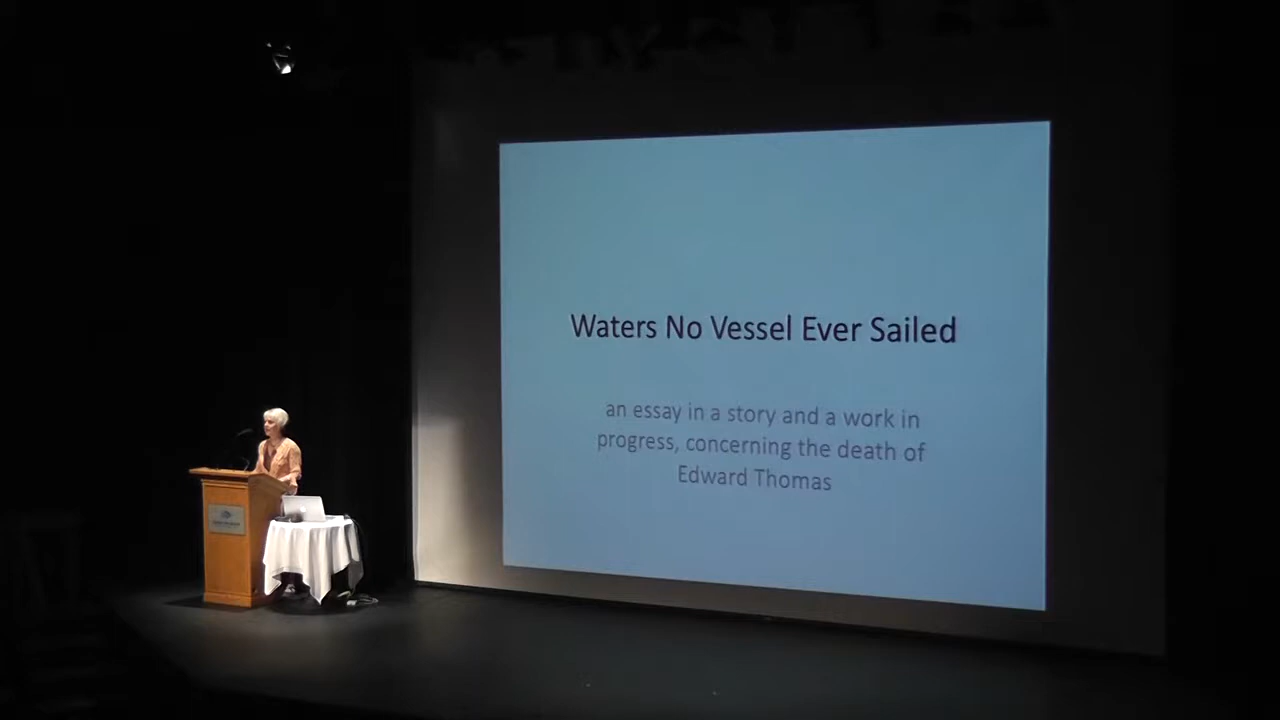 Waters No Vessel Ever Sailed
an essay in a story and a work in
progress, concerning the death of
Edward Thomas